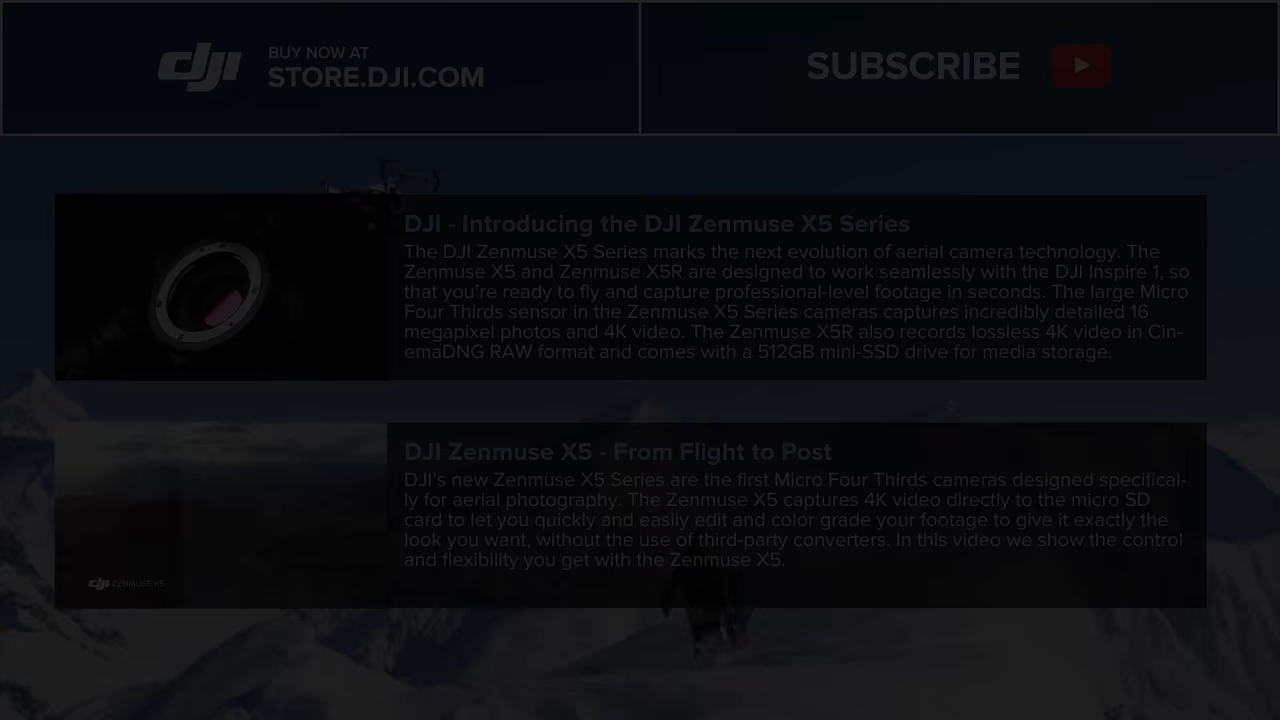 dji
BUY NOW AT
STORE.DJI.COM
SUBSCRIBE
DJI - Introducing the DJI Zenmuse X5 Series
The DJI Zenmuse X5 Series marks the next evolution of aerial camera technology. The
Zenmuse X5 and Zenmuse X5R are designed to work seamlessly with the DJI Inspire 1, so
that you're ready to fly and capture professional-level footage in seconds. The large Micro
Four Thirds sensor in the Zenmuse X5 Series cameras captures incredibly detailed 16
megapixel photos and 4K video. The Zenmuse X5R also records lossless 4K video in Cin-
emaDNG RAW format and comes with a 512GB mini-SSD drive for media storage.
DJI Zenmuse X5 - From Flight to Post
DJI's new Zenmuse X5 Series are the first Micro Four Thirds cameras designed specifical-
ly for aerial photography. The Zenmuse X5 captures 4K video directly to the micro SD
card to let you quickly and easily edit and color grade your footage to give it exactly the
look you want, without the use of third-party converters. In this video we show the control
and flexibility you get with the Zenmuse X5.
dji ZENMUSE X5